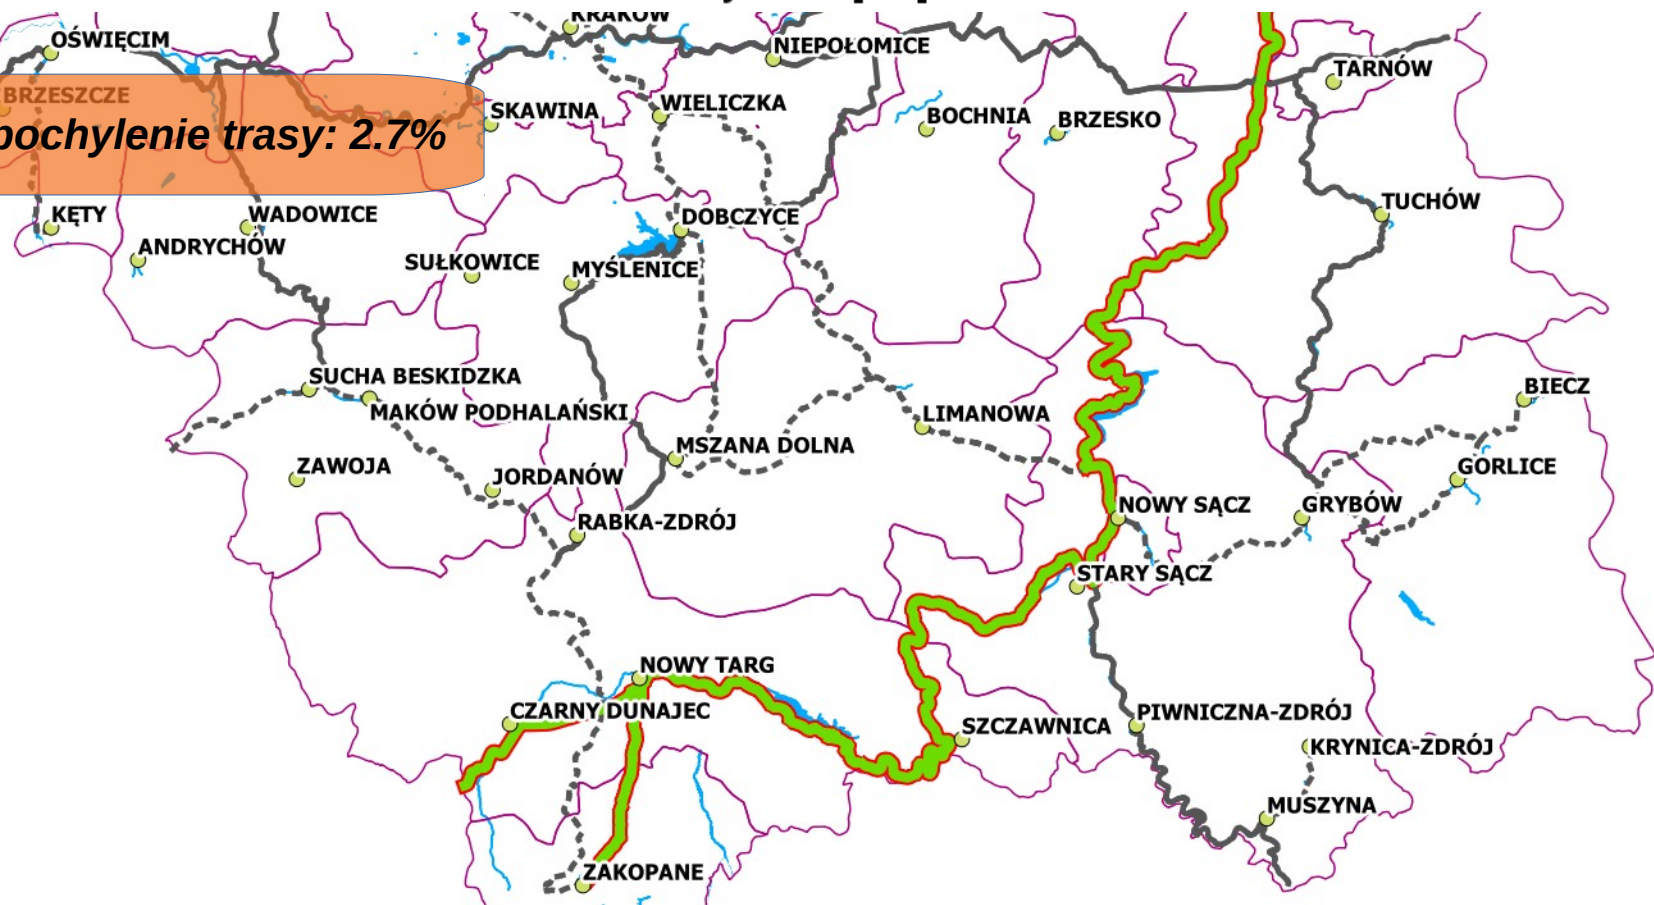 KRAKÓW
OŚWIĘCIM
NIEPOŁOMICE
TARNÓW
BRZESZCZE
SKAWINA
WIELICZKA
BOCHNIA
BRZESKO
pochylenie trasy: 2.7%
KĘTY
WADOWICE
DOBCZYCE
TUCHÓW
ANDRYCHÓW
SUŁKOWICE
MYŚLENICE
SUCHA BESKIDZKA
BIECZ
MAKÓW PODHALAŃSKI
LIMANOWA
MSZANA DOLNA
ZAWOJA
JORDANÓW
GORLICE
NOWY SĄCZ
GRYBÓW
RABKA-ZDRÓJ
STARY SĄCZ
NOWY TARG
CZARNY DUNAJEC
PIWNICZNA-ZDRÓJ
SZCZAWNICA
KRYNICA-ZDRÓJ
MUSZYNA
ZAKOPANE